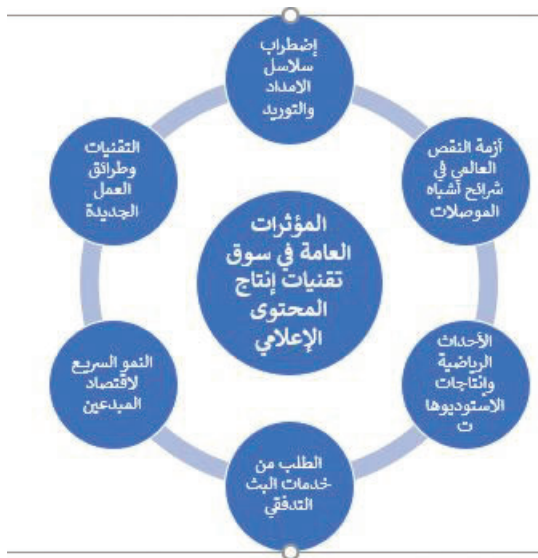 إضطراب
سلاسل
الامداد
والتوريد
أزمة النقص
العالمي في
شرائح أشباه
الموصلات
الأحداث
الرياضية
وإنتاجات
الاستوديوها
ت
الطلب من
خدمات البث
التدفقي
النمو السريع
لاقتصاد
المبدعين
التقنيات
وطرائق
العمل
الجديدة
المؤثرات
العامة في سوق
تقنيات إنتاج
المحتوى
الإعلامي